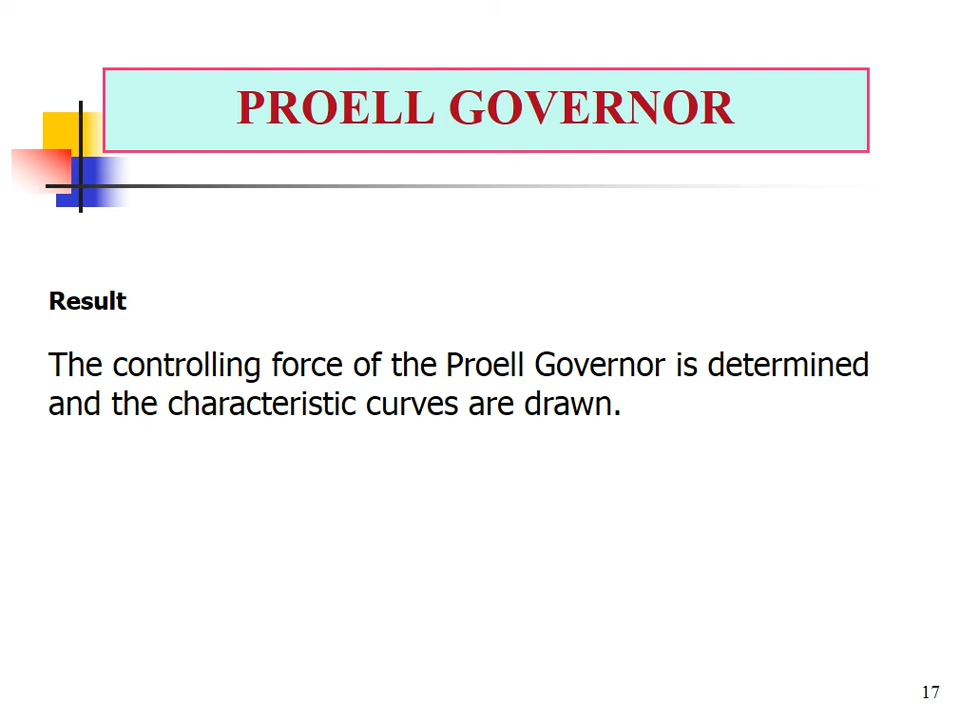 PROELL GOVERNOR
Result
The controlling force of the Proell Governor is determined
and the characteristic curves are drawn.
17